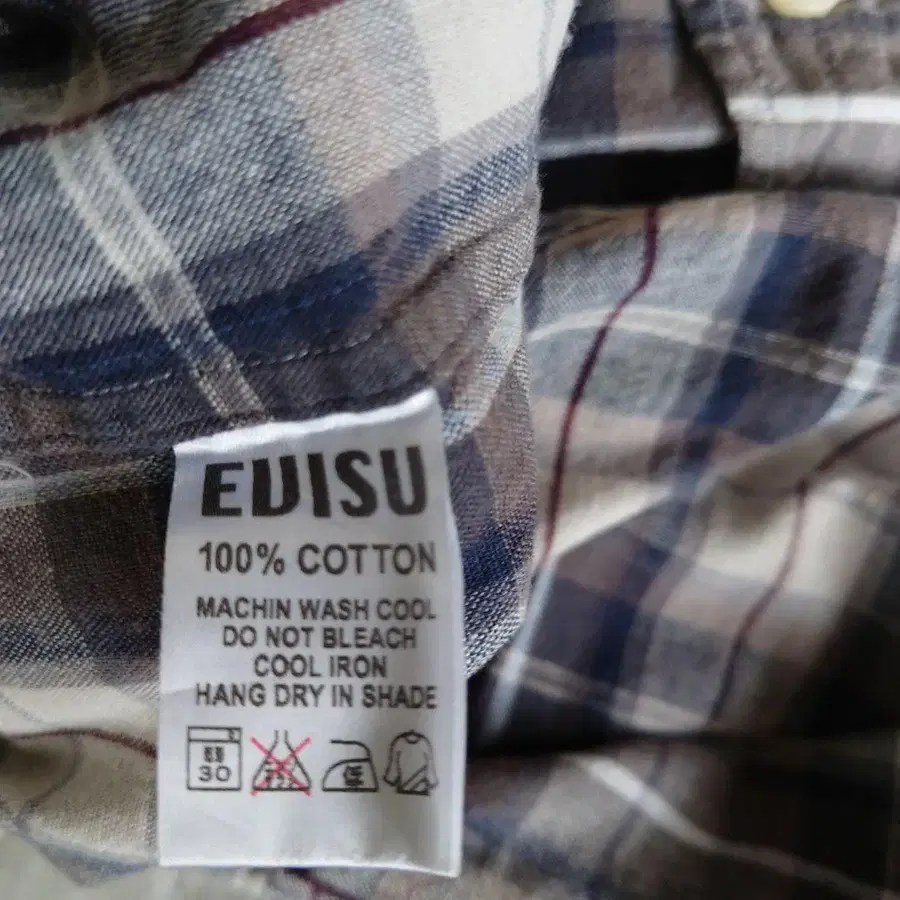 EVISU
100% COTTON
MACHIN WASH COOL
DO NOT BLEACH
COOL IRON
HANG DRY IN SHADE
30